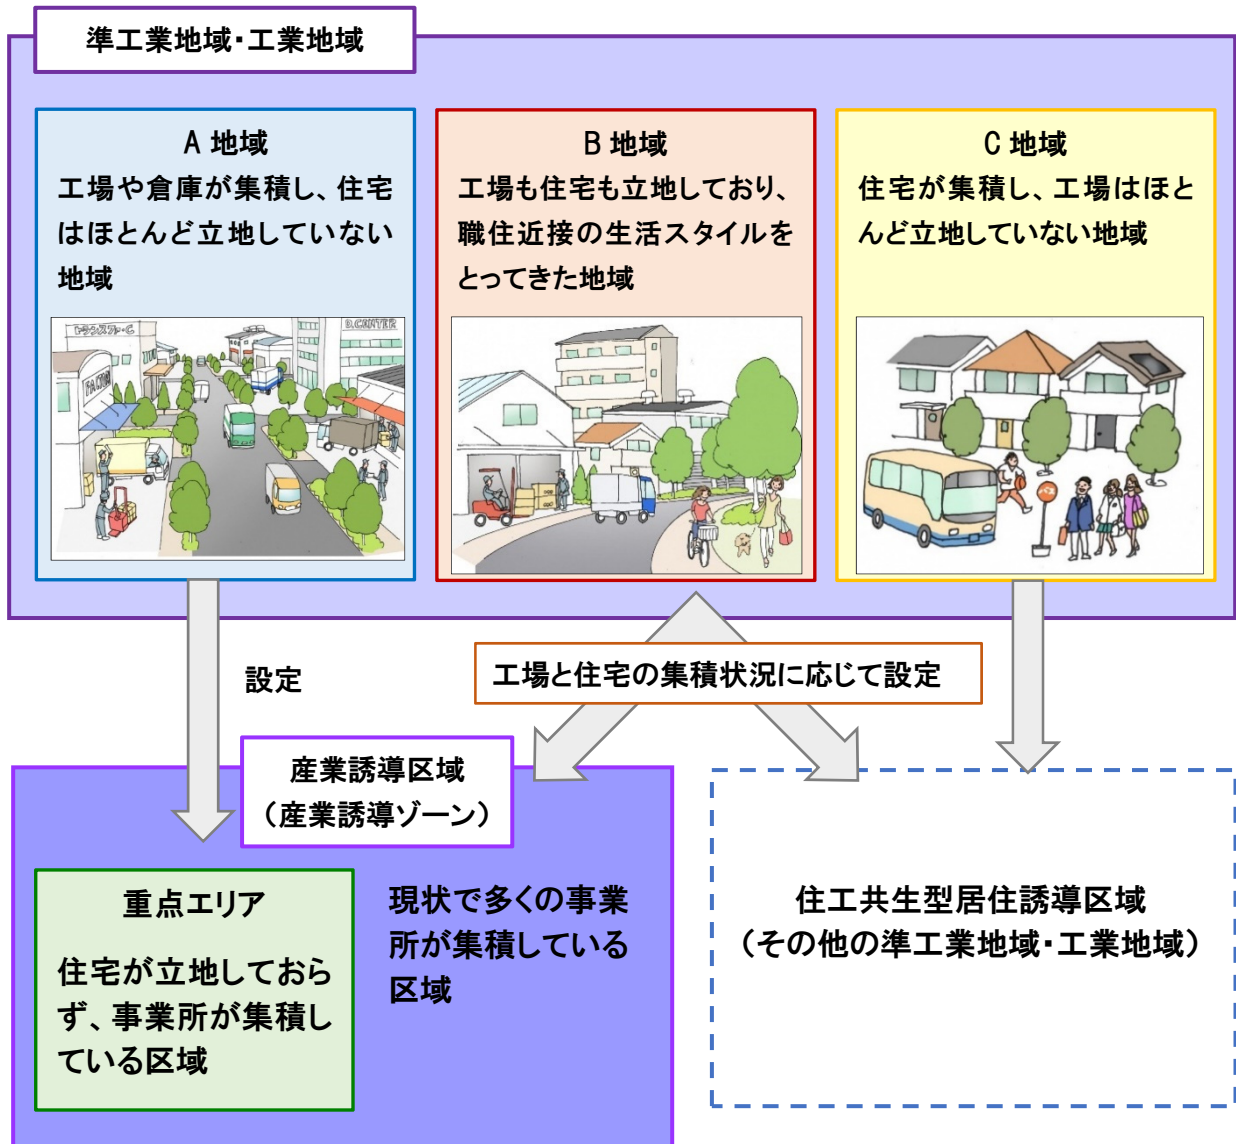 準工業地域・工業地域
A 地域
工場や倉庫が集積し、住宅
はほとんど立地していない
地域
トランスファ・C
D.CENTER
B 地域
工場も住宅も立地しており、
職住近接の生活スタイルを
とってきた地域
C 地域
住宅が集積し、工場はほと
んど立地していない地域
バス
設定
工場と住宅の集積状況に応じて設定
産業誘導区域
（産業誘導ゾーン）
重点エリア
住宅が立地しておら
ず、事業所が集積し
ている区域
現状で多くの事業
所が集積している
区域
住工共生型居住誘導区域
（その他の準工業地域・工業地域）